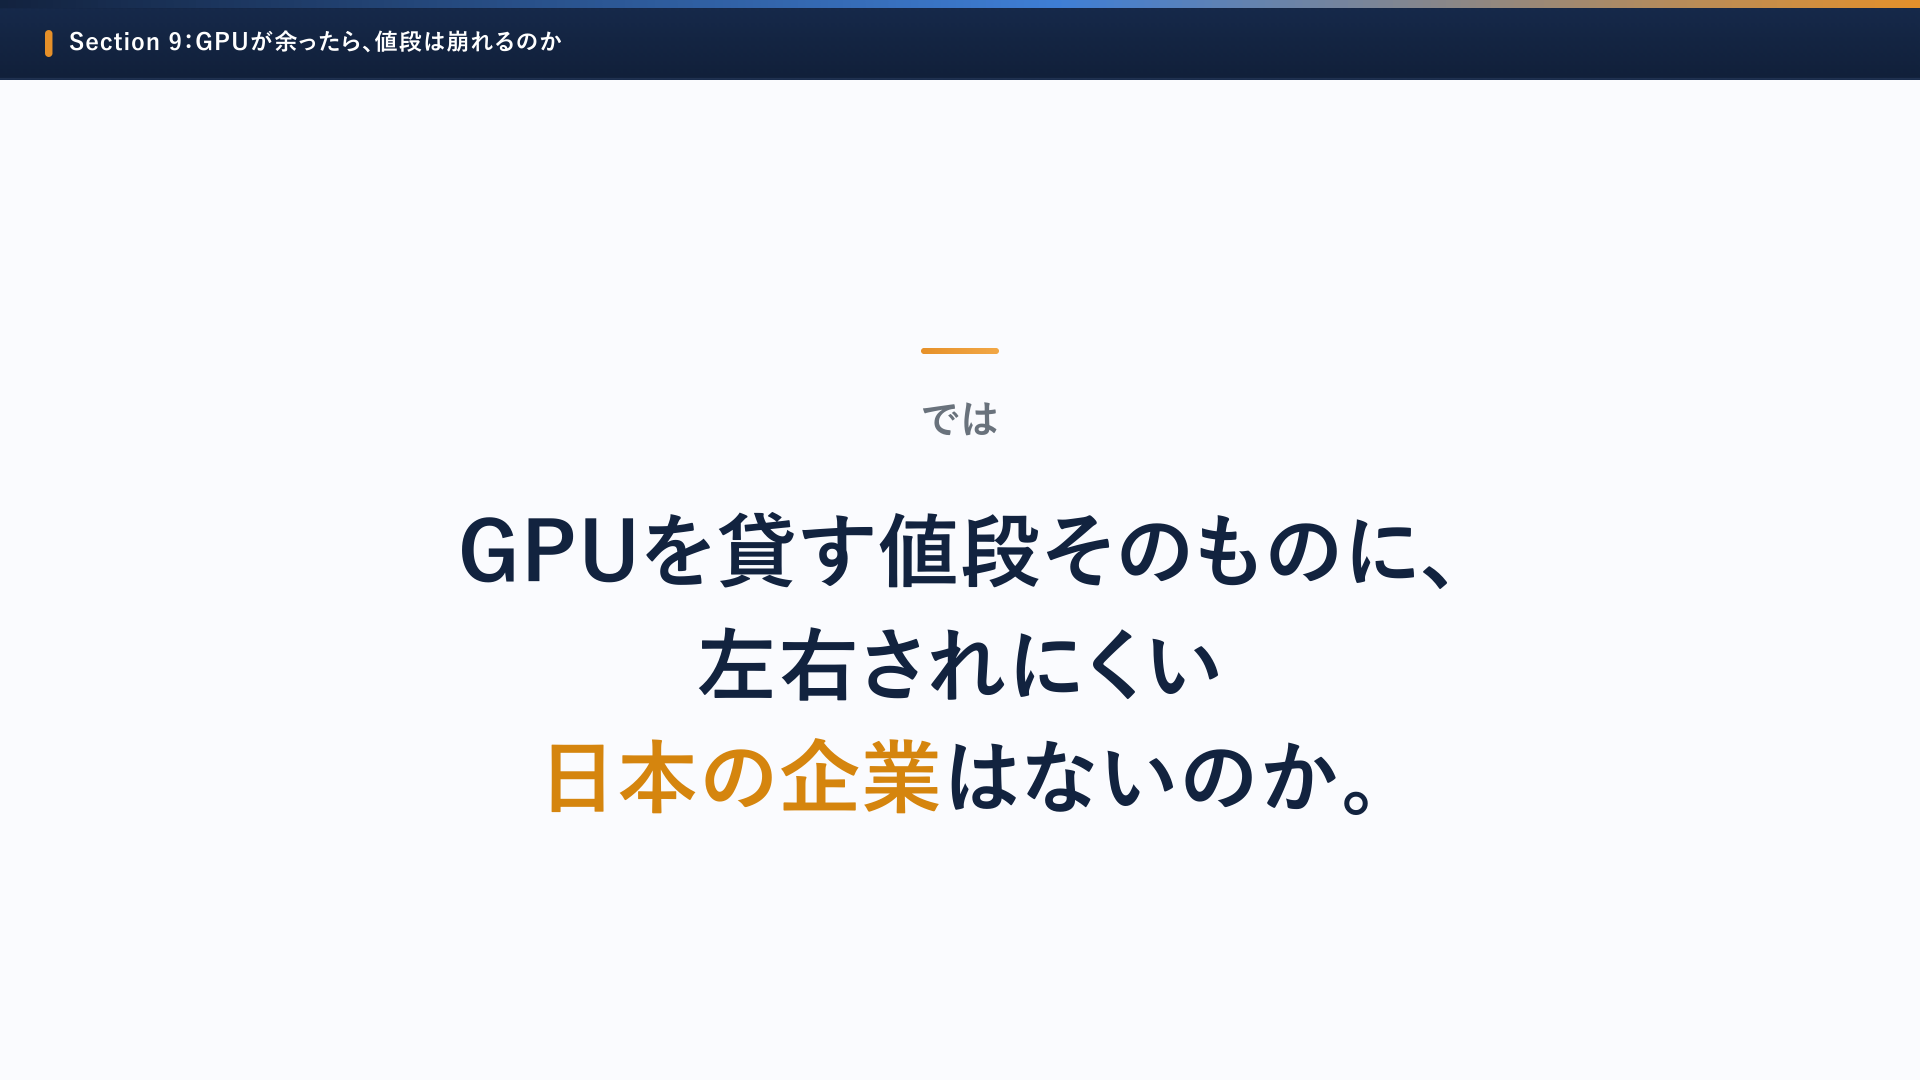 Section 9：GPUが余ったら、値段は崩れるのか
では
GPUを貸す値段そのものに、
左右されにくい
日本の企業はないのか。